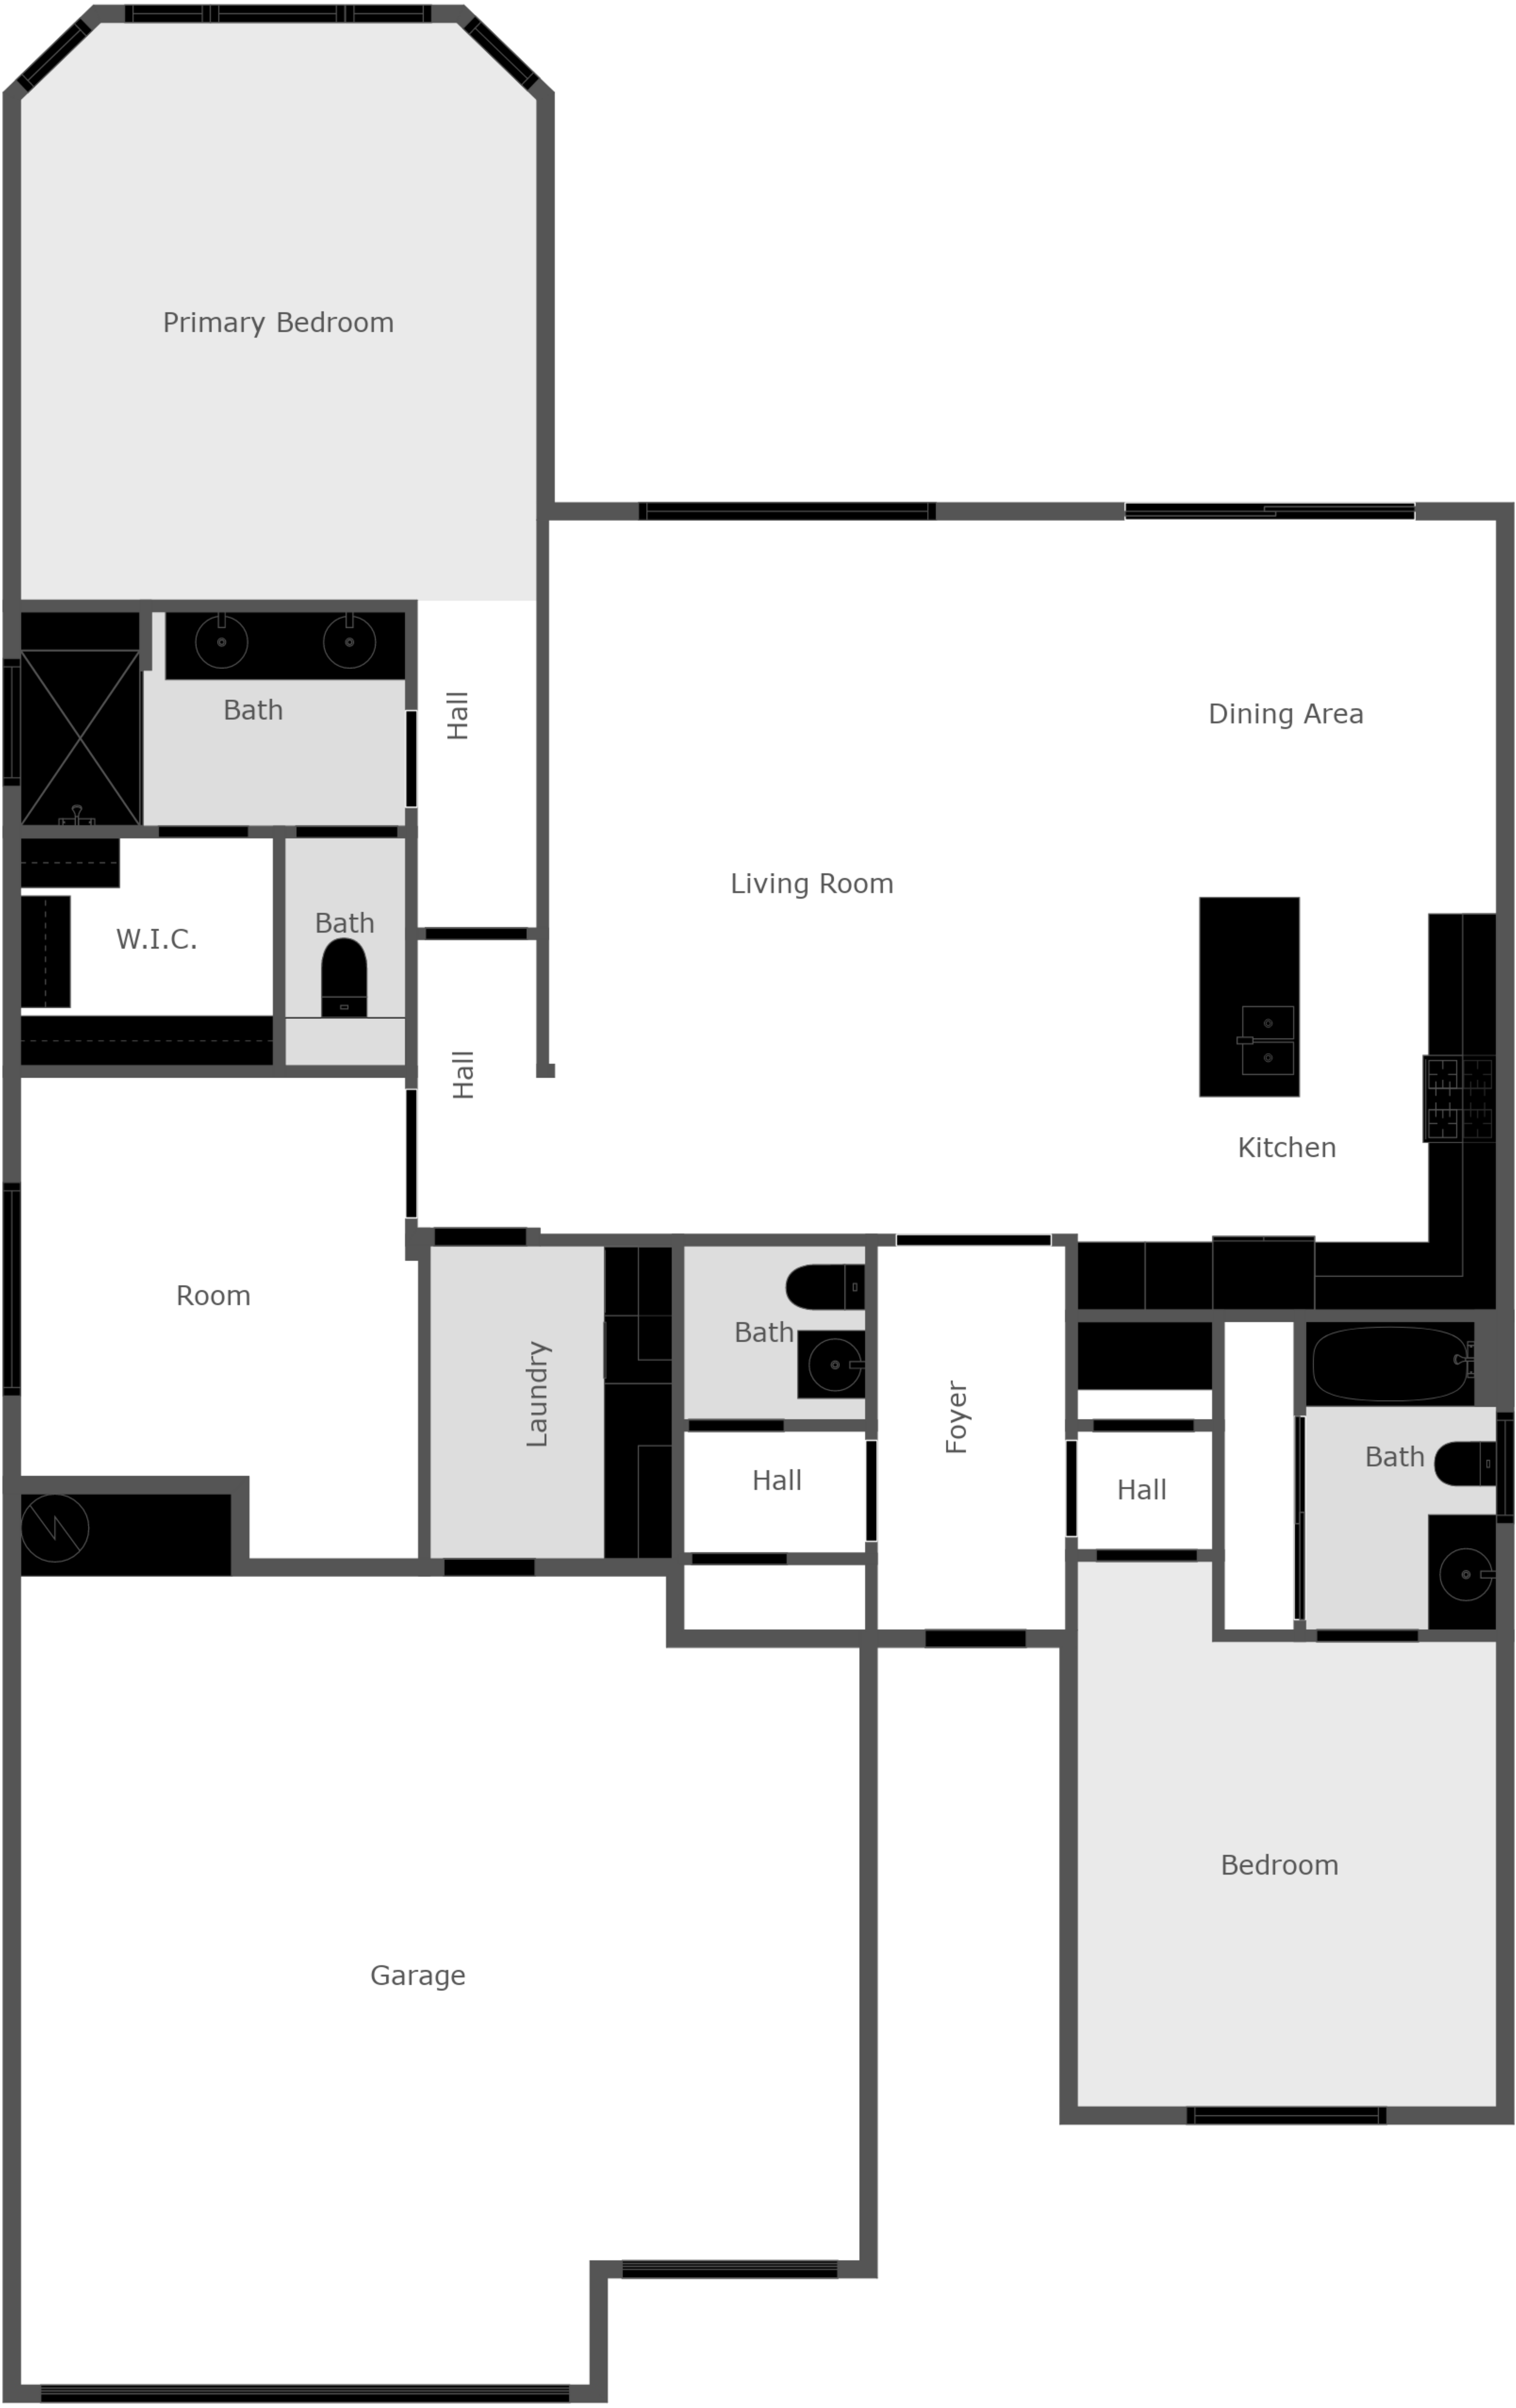 Primary Bedroom
Bath
Hall
Dining Area
Living Room
Bath
W.I.C.
Hall
Kitchen
Room
Bath
Laundry
Foyer
Bath
Hall
Hall
Bedroom
Garage